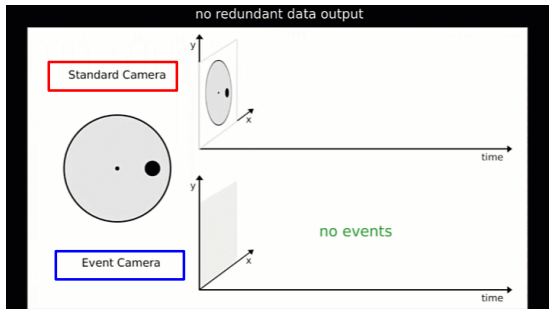 no redundant data output
Standard Camera
y
x
time
Event Camera
y
no events
x
time